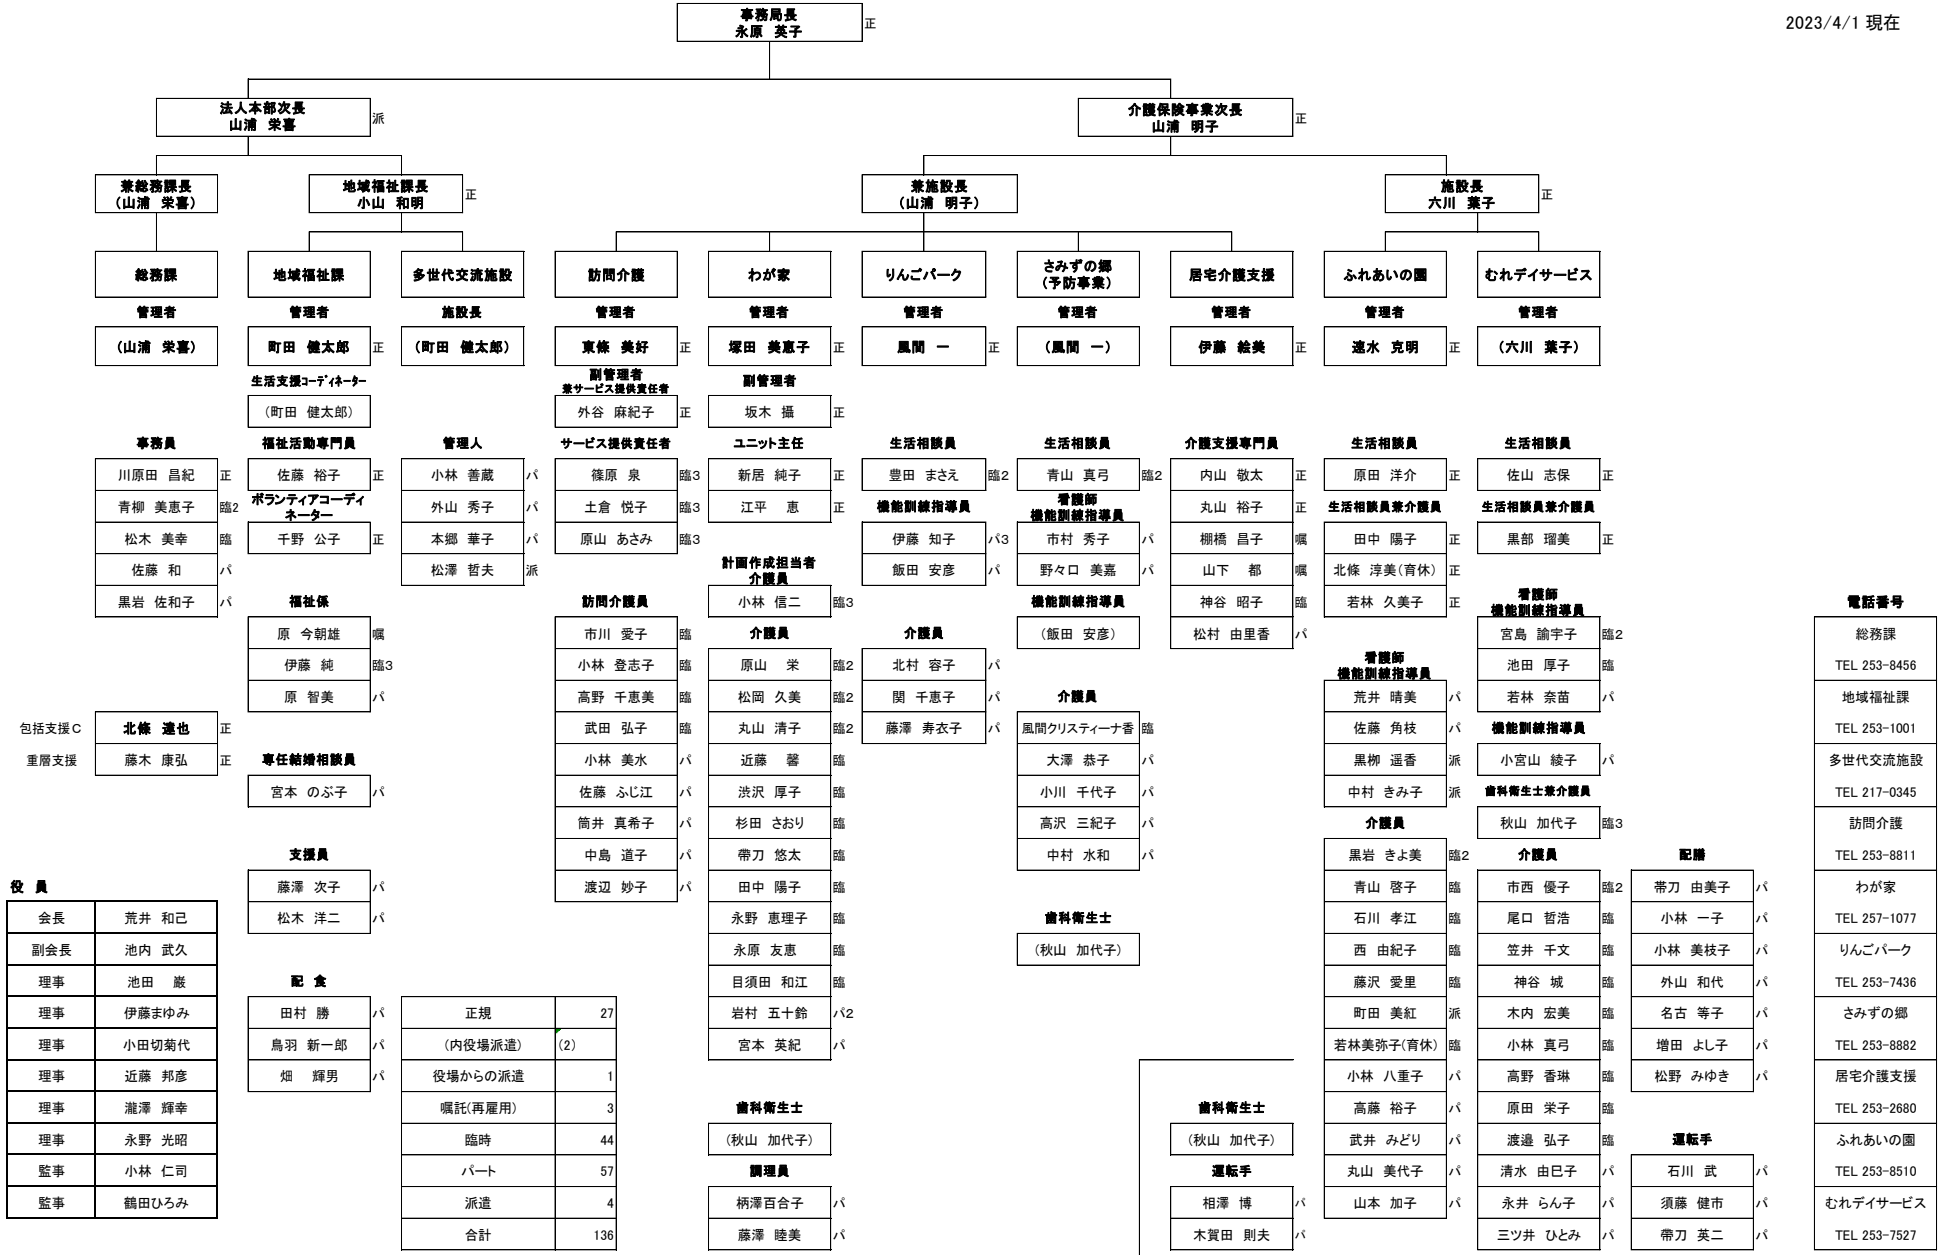 2023/4/1 現在
事務局長
永原 英子 正
法人本部次長
山浦 栄喜 派
介護保険事業次長
山浦 明子 正
兼総務課長
(山浦 栄喜)
地域福祉課長
小山 和明 正
兼施設長
(山浦 明子)
施設長
六川 葉子 正
総務課
管理者
(山浦 栄喜)
事務員
川原田 昌紀 正
青柳 美恵子 臨2
松木 美幸 臨
佐藤 和 パ
黒岩 佐和子 パ
包括支援C 北條 達也 正
重層支援 藤木 康弘 正
役 員
会長 荒井 和己
副会長 池内 武久
理事 池田 巌
理事 伊藤まゆみ
理事 小田切菊代
理事 近藤 邦彦
理事 瀧澤 輝幸
理事 永野 光昭
監事 小林 仁司
監事 鶴田ひろみ
地域福祉課
管理者
町田 健太郎 正
生活支援コーディネーター
(町田 健太郎)
福祉活動専門員
佐藤 裕子 正
ボランティアコーディ
ネーター
千野 公子 正
福祉係
原 今朝雄 嘱
伊藤 純 臨3
原 智美 パ
専任結婚相談員
宮本 のぶ子 パ
支援員
藤澤 次子 パ
松木 洋二 パ
配 食
田村 勝 パ
鳥羽 新一郎 パ
畑 輝男 パ
多世代交流施設
施設長
(町田 健太郎)
管理人
小林 善蔵 パ
外山 秀子 パ
本郷 華子 パ
松澤 哲夫 派
正規 27
(内役場派遣) (2)
役場からの派遣 1
嘱託(再雇用) 3
臨時 44
パート 57
派遣 4
合計 136
訪問介護
管理者
東條 美好 正
副管理者
兼サービス提供責任者
外谷 麻紀子 正
サービス提供責任者
篠原 泉 臨3
土倉 悦子 臨3
原山 あさみ 臨3
訪問介護員
市川 愛子 臨
小林 登志子 臨
高野 千恵美 臨
武田 弘子 臨
小林 美水 パ
佐藤 ふじ江 パ
筒井 真希子 パ
中島 道子 パ
渡辺 妙子 パ
わが家
管理者
塚田 美恵子 正
副管理者
坂木 攝 正
ユニット主任
新居 純子 正
江平 恵 正
計画作成担当者
介護員
小林 信二 臨3
介護員
原山 栄 臨2
松岡 久美 臨2
丸山 清子 臨2
近藤 馨 臨
渋沢 厚子 臨
杉田 さおり 臨
帶刀 悠太 臨
田中 陽子 臨
永野 恵理子 臨
永原 友恵 臨
目須田 和江 臨
岩村 五十鈴 パ2
宮本 英紀 パ
歯科衛生士
(秋山 加代子)
調理員
柄澤百合子 パ
藤澤 睦美 パ
りんごパーク
管理者
風間 一 正
生活相談員
豊田 まさえ 臨2
機能訓練指導員
伊藤 知子 パ3
飯田 安彦 パ
介護員
北村 容子 パ
関 千恵子 パ
藤澤 寿衣子 パ
さみずの郷
(予防事業)
管理者
(風間 一)
生活相談員
青山 真弓 臨2
看護師
機能訓練指導員
市村 秀子 パ
野々口 美嘉 パ
機能訓練指導員
(飯田 安彦)
介護員
風間クリスティーナ香 臨
大澤 恭子 パ
小川 千代子 パ
高沢 三紀子 パ
中村 水和 パ
歯科衛生士
(秋山 加代子)
居宅介護支援
管理者
伊藤 絵美 正
介護支援専門員
内山 敬太 正
丸山 裕子 正
棚橋 昌子 嘱
山下 都 嘱
神谷 昭子 臨
松村 由里香 パ
歯科衛生士
(秋山 加代子)
運転手
相澤 博 パ
木賀田 則夫 パ
ふれあいの園
管理者
速水 克明 正
生活相談員
原田 洋介 正
生活相談員兼介護員
田中 陽子 正
北條 淳美(育休) 正
若林 久美子 正
看護師
機能訓練指導員
荒井 晴美 パ
佐藤 角枝 パ
黒栁 遥香 派
中村 きみ子 派
介護員
黒岩 きよ美 臨2
青山 啓子 臨
石川 孝江 臨
西 由紀子 臨
藤沢 愛里 臨
町田 美紅 派
若林美弥子(育休) 臨
小林 八重子 パ
高藤 裕子 パ
武井 みどり パ
丸山 美代子 パ
山本 加子 パ
むれデイサービス
管理者
(六川 葉子)
生活相談員
佐山 志保 正
生活相談員兼介護員
黒部 瑠美 正
看護師
機能訓練指導員
宮島 諭宇子 臨2
池田 厚子 臨
若林 奈苗 パ
機能訓練指導員
小宮山 綾子 パ
歯科衛生士兼介護員
秋山 加代子 臨3
介護員
市西 優子 臨2
尾口 哲浩 臨
笠井 千文 臨
神谷 城 臨
木内 宏美 臨
小林 真弓 臨
高野 香琳 臨
原田 栄子 臨
渡邉 弘子 臨
清水 由巳子 パ
永井 らん子 パ
三ツ井 ひとみ パ
配膳
帯刀 由美子 パ
小林 一子 パ
小林 美枝子 パ
外山 和代 パ
名古 等子 パ
増田 よし子 パ
松野 みゆき パ
運転手
石川 武 パ
須藤 健市 パ
帶刀 英二 パ
電話番号
総務課
TEL 253-8456
地域福祉課
TEL 253-1001
多世代交流施設
TEL 217-0345
訪問介護
TEL 253-8811
わが家
TEL 257-1077
りんごパーク
TEL 253-7436
さみずの郷
TEL 253-8882
居宅介護支援
TEL 253-2680
ふれあいの園
TEL 253-8510
むれデイサービス
TEL 253-7527